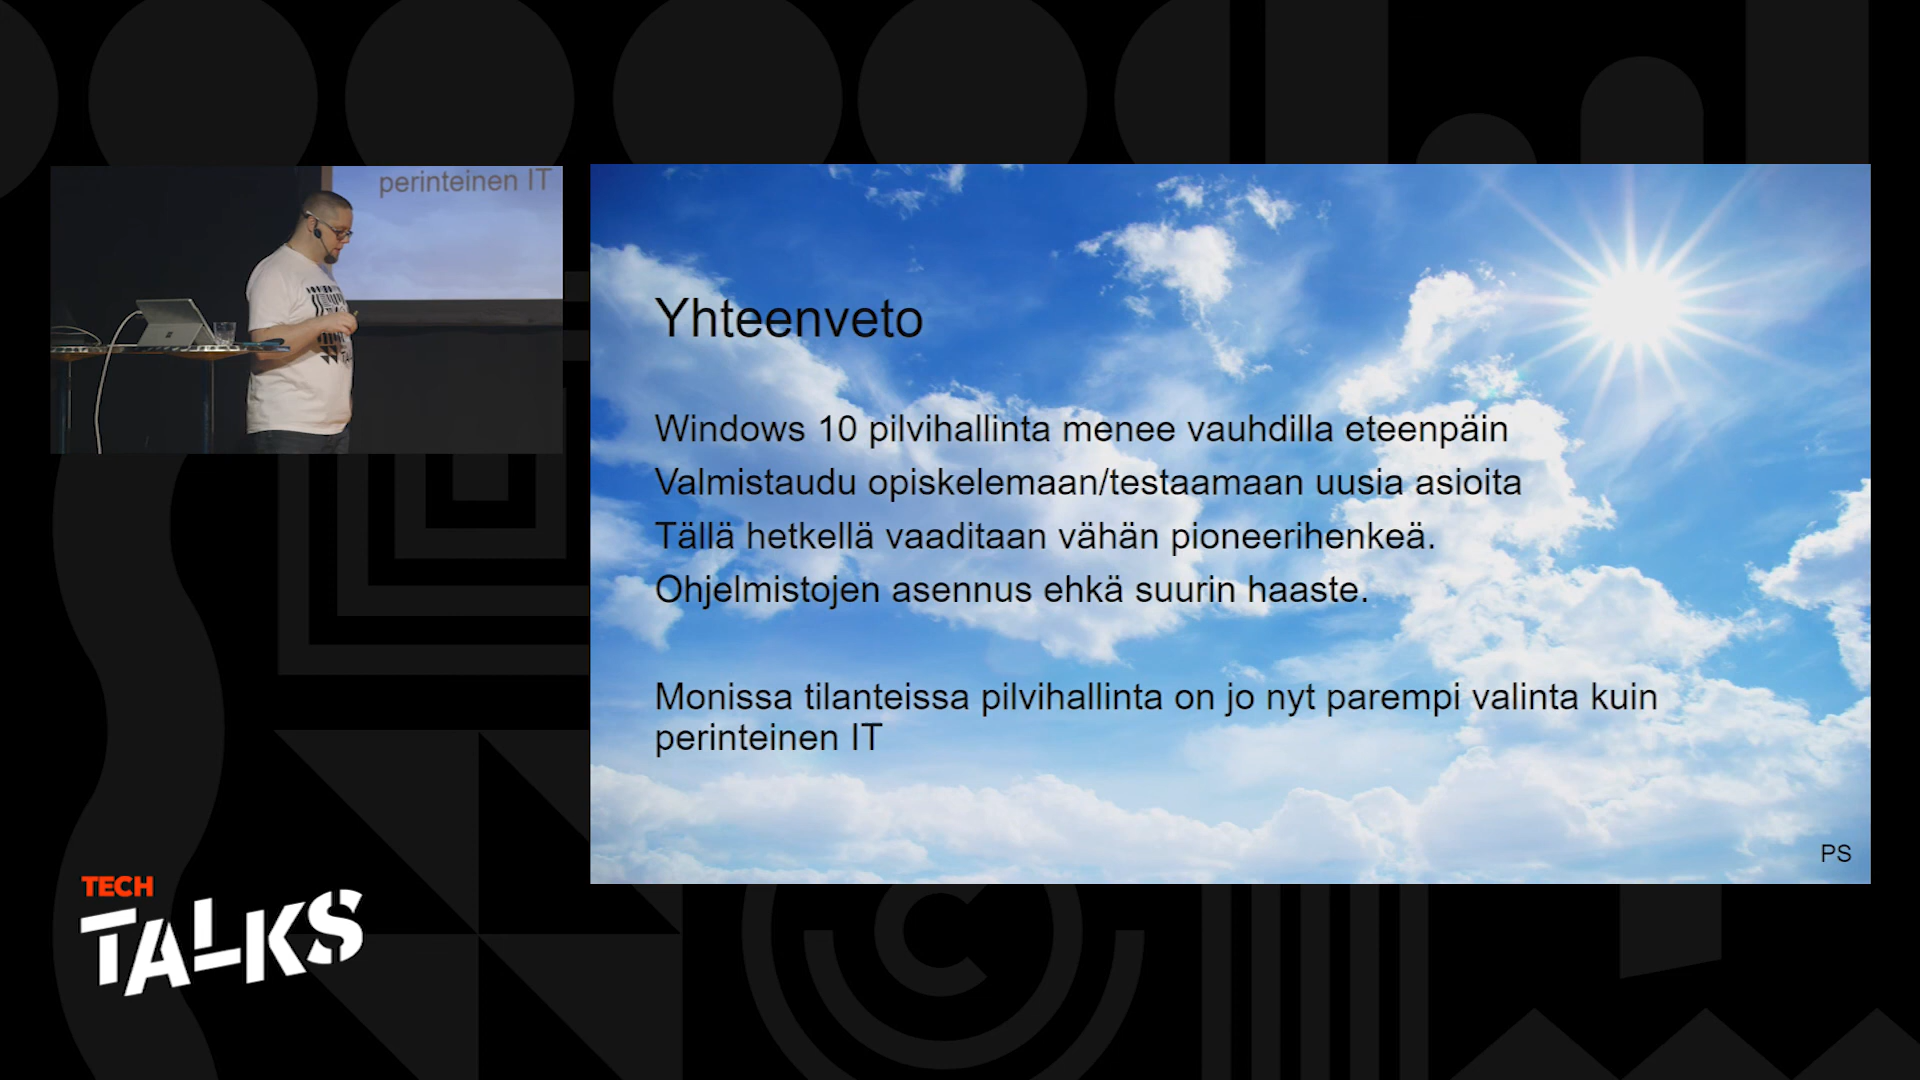 perinteinen IT
Yhteenveto
Windows 10 pilvihallinta menee vauhdilla eteenpäin
Valmistaudu opiskelemaan/testaamaan uusia asioita
Tällä hetkellä vaaditaan vähän pioneerihenkeä.
Ohjelmistojen asennus ehkä suurin haaste.
Monissa tilanteissa pilvihallinta on jo nyt parempi valinta kuin
perinteinen IT
PS
TECH
TALKS